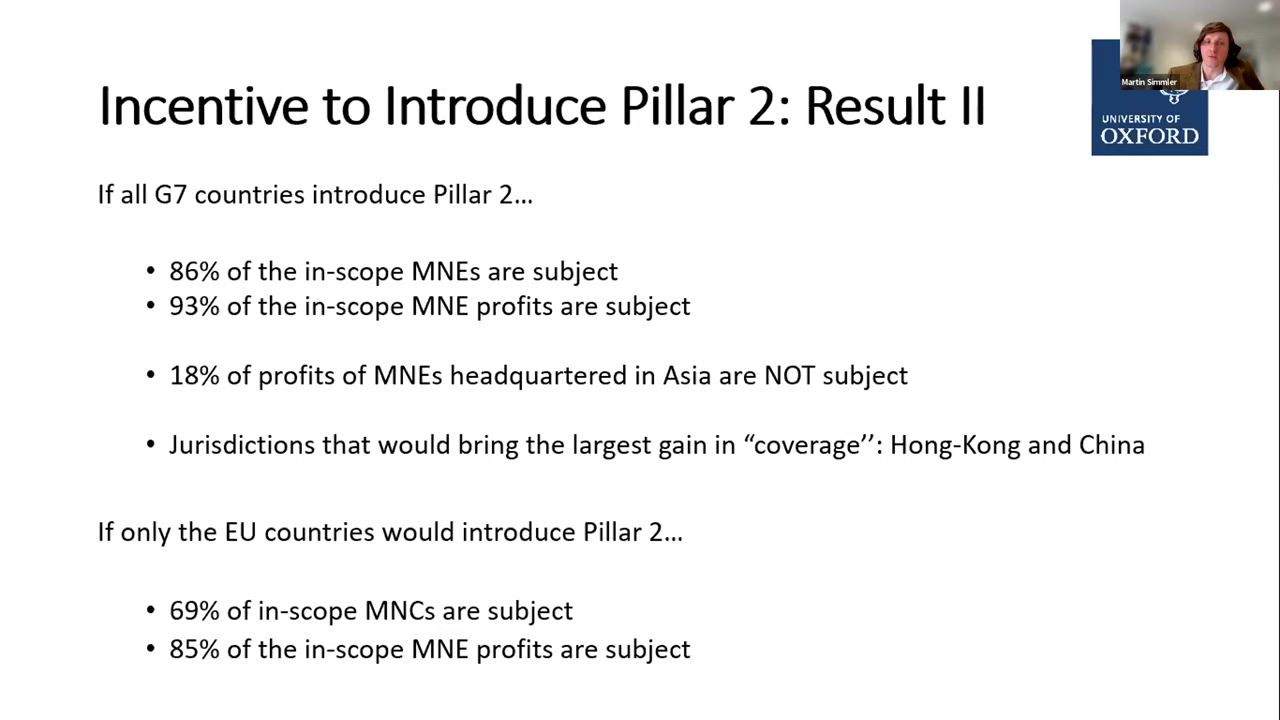 Martin Simmler
UNIVERSITY OF
OXFORD
Incentive to Introduce Pillar 2: Result II
If all G7 countries introduce Pillar 2…
• 86% of the in-scope MNEs are subject
• 93% of the in-scope MNE profits are subject
• 18% of profits of MNEs headquartered in Asia are NOT subject
• Jurisdictions that would bring the largest gain in “coverage’’: Hong-Kong and China
If only the EU countries would introduce Pillar 2…
• 69% of in-scope MNCs are subject
• 85% of the in-scope MNE profits are subject